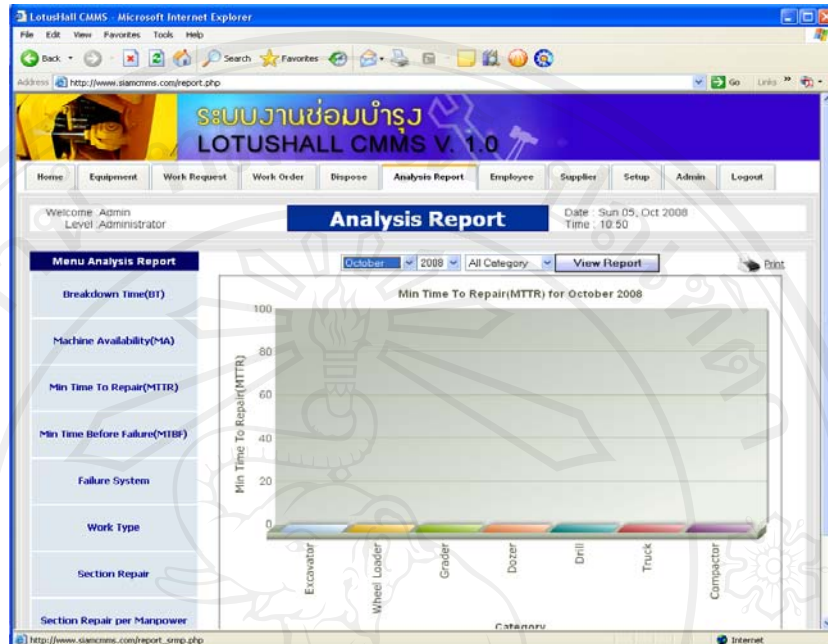 LotusHall CMMS - Microsoft Internet Explorer
File Edit View Favorites Tools Help
Back Search Favorites
Address http://www.siamcmms.com/report.php Go Links
ระบบงานซ่อมบำรุง
LOTUSHALL CMMS V. 1.0
Home Equipment Work Request Work Order Dispose Analysis Report Employee Supplier Setup Admin Logout
Welcome :Admin
Level :Administrator
Analysis Report
Date : Sun 05, Oct 2008
Time : 10:50
Menu Analysis Report
Breakdown Time(BT)
Machine Availability(MA)
Min Time To Repair(MTTR)
Min Time Before Failure(MTBF)
Failure System
Work Type
Section Repair
Section Repair per Manpower
October 2008 All Category View Report Print
Min Time To Repair(MTTR) for October 2008
Min Time To Repair(MTTR)
100
80
60
40
20
0
Excavator
Wheel Loader
Grader
Dozer
Drill
Truck
Compactor
Category
http://www.siamcmms.com/report_srmp.php Internet